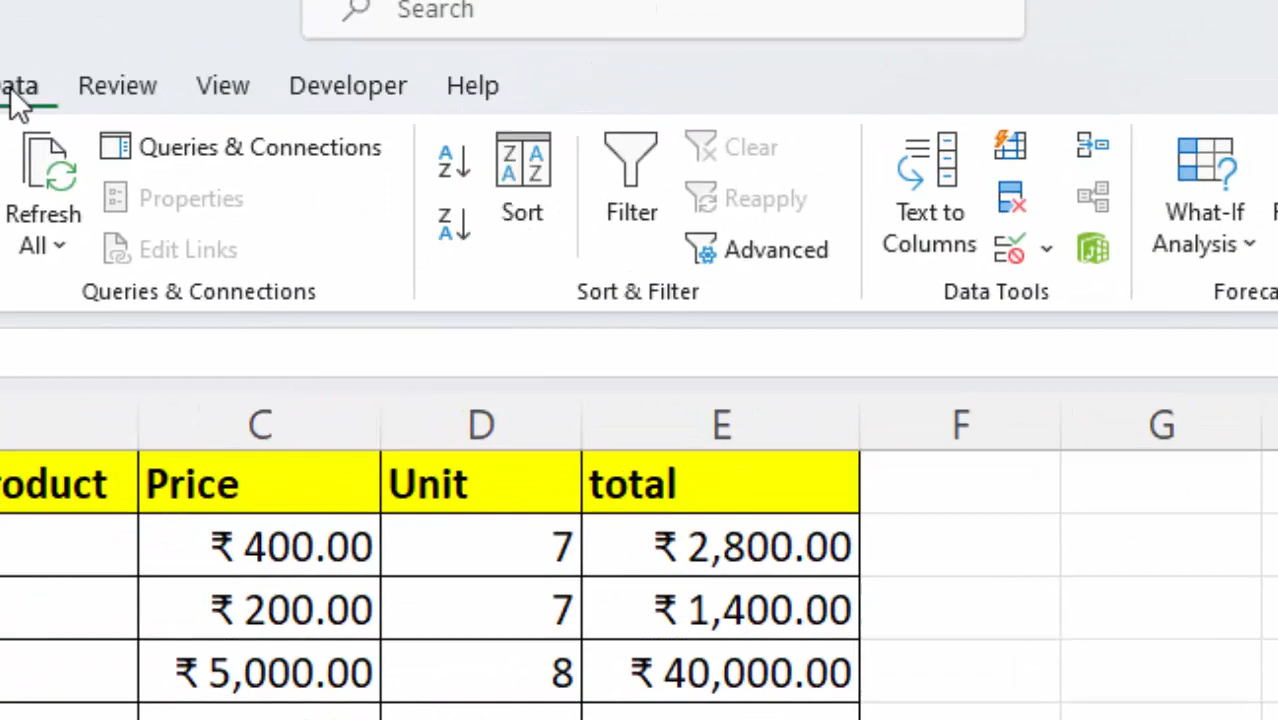 Search
ata Review View Developer Help
Queries & Connections
Properties
Edit Links
Refresh
All
Queries & Connections
Sort
Filter
Clear
Reapply
Advanced
Sort & Filter
Text to
Columns
Data Tools
What-If
Analysis
Foreca
C D E F G
roduct Price Unit total
₹ 400.00 7 ₹ 2,800.00
₹ 200.00 7 ₹ 1,400.00
₹ 5,000.00 8 ₹ 40,000.00